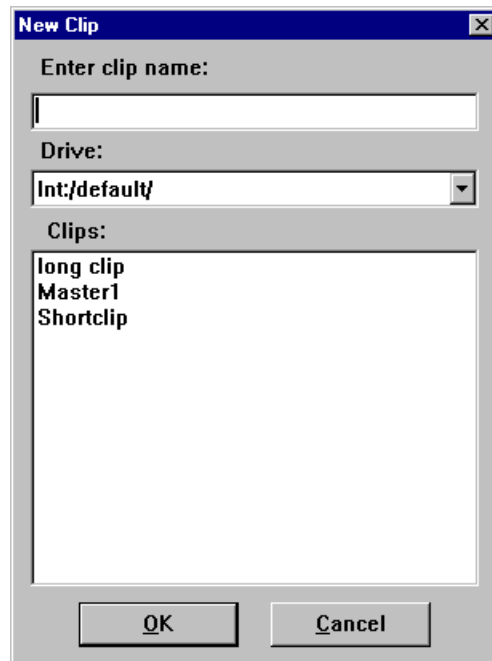 New Clip
Enter clip name:
Drive:
Int:/default/
Clips:
long clip
Master1
Shortclip
OK
Cancel